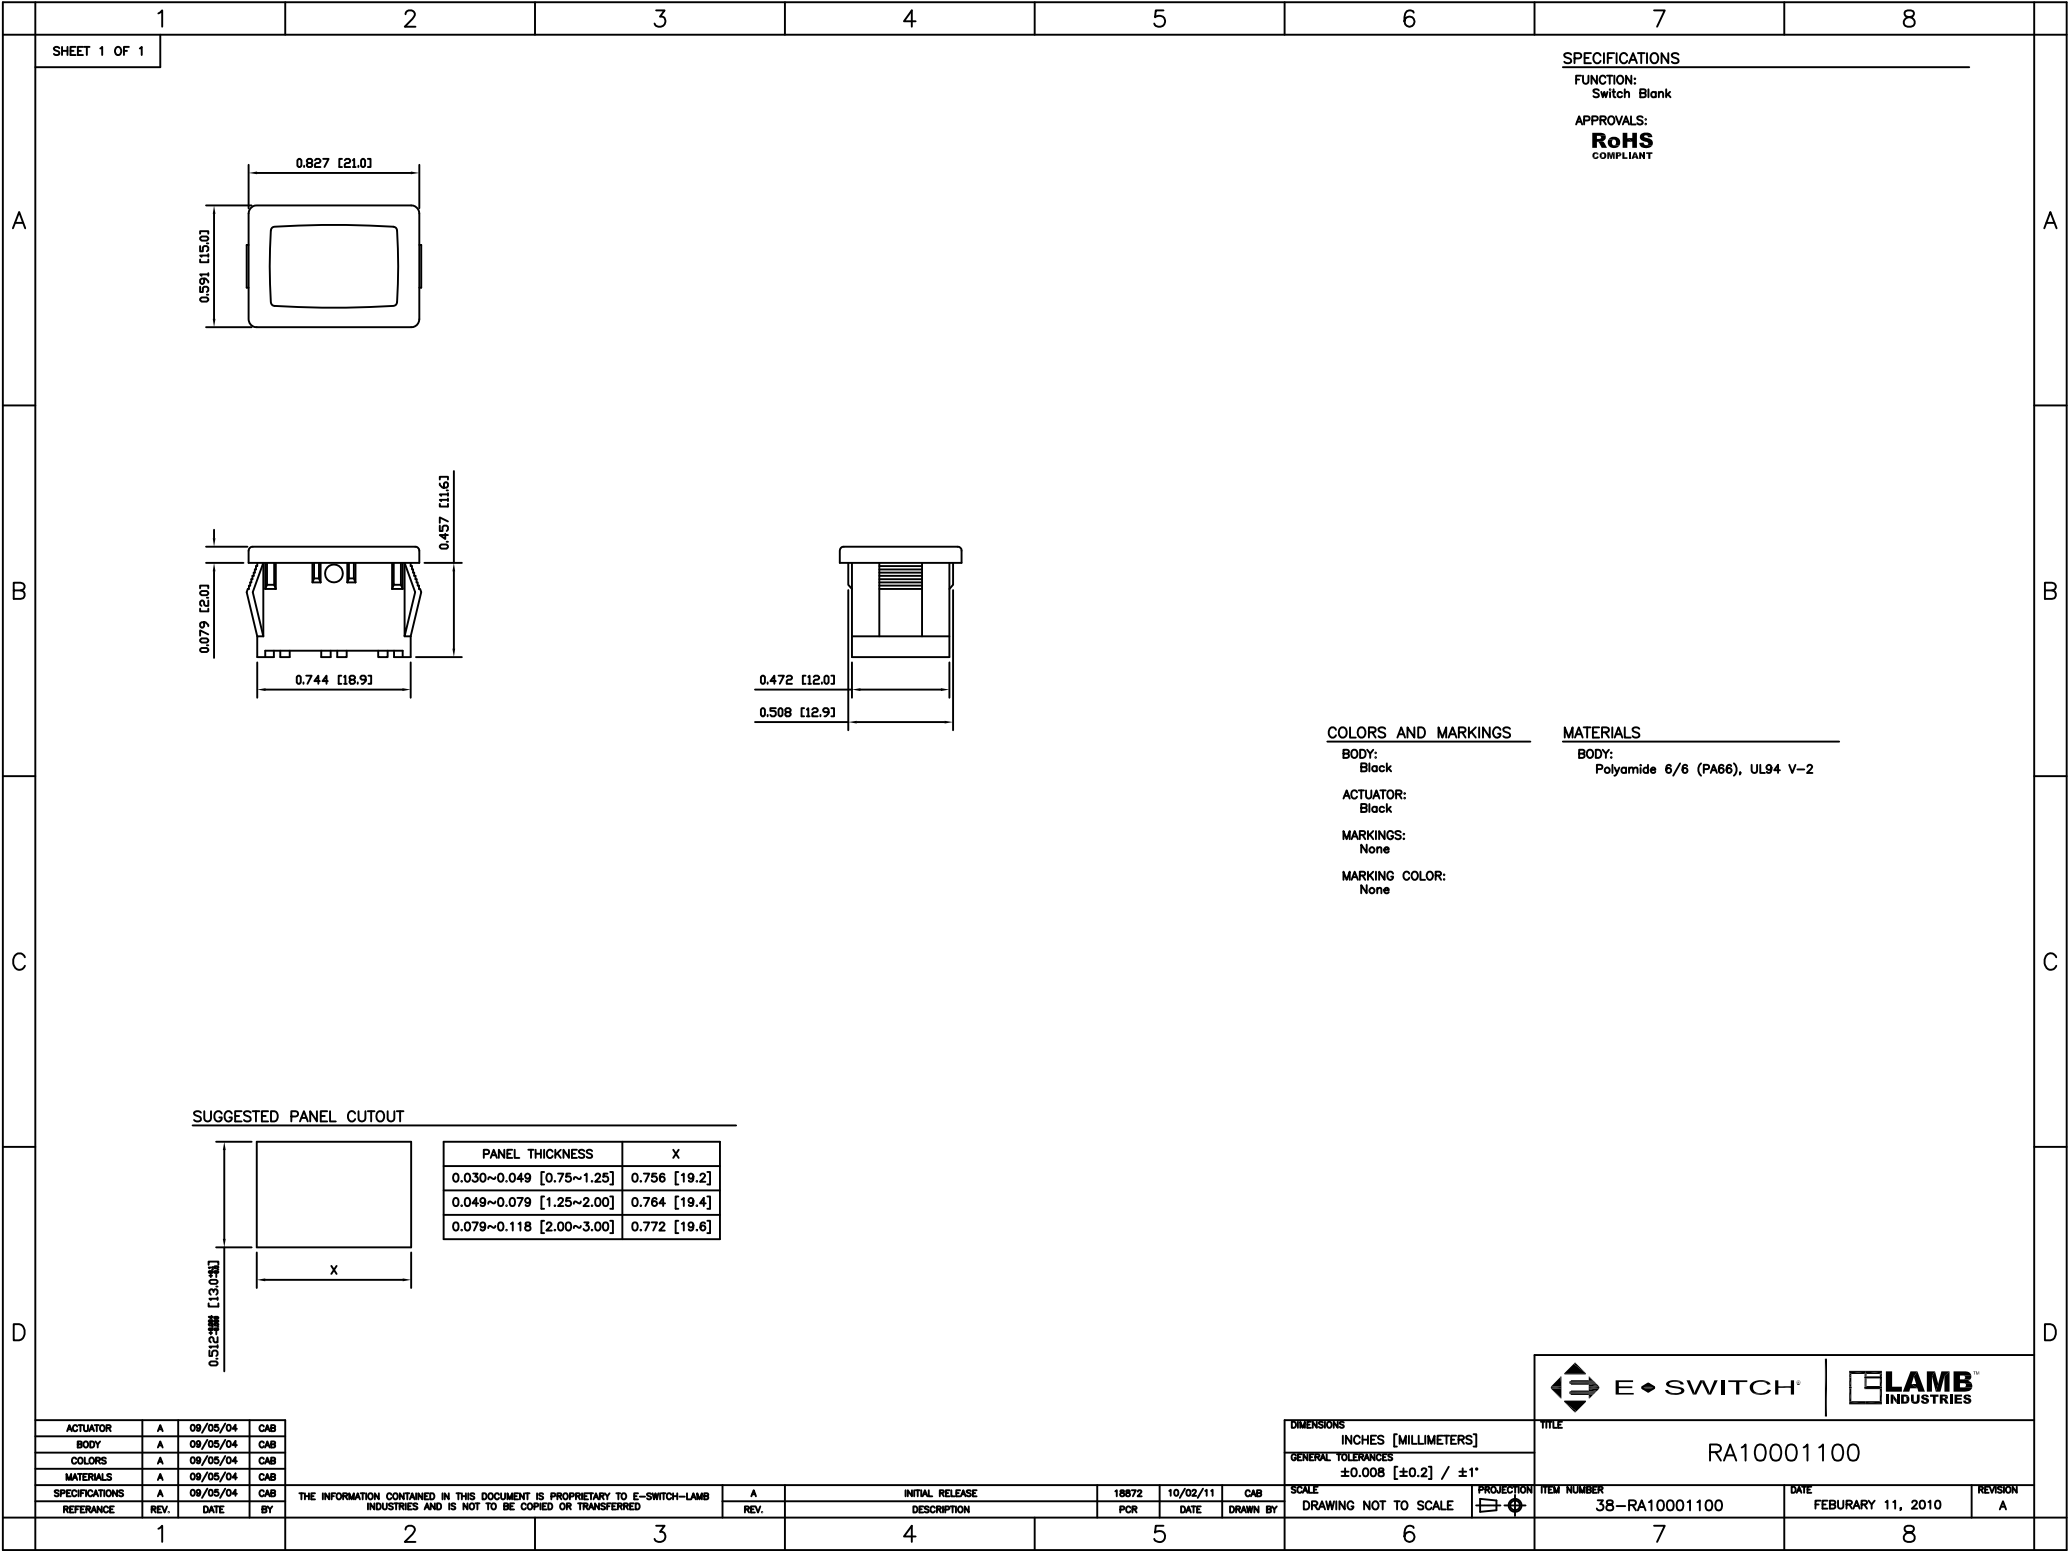 1 2 3 4 5 6 7 8
SHEET 1 OF 1
SPECIFICATIONS
FUNCTION:
Switch Blank
APPROVALS:
RoHS
COMPLIANT
0.827 [21.0]
0.591 [15.0]
A A
0.457 [11.6]
0.079 [2.0]
B B
0.744 [18.9]
0.472 [12.0]
0.508 [12.9]
COLORS AND MARKINGS
BODY:
Black
ACTUATOR:
Black
MARKINGS:
None
MARKING COLOR:
None
MATERIALS
BODY:
Polyamide 6/6 (PA66), UL94 V-2
C C
SUGGESTED PANEL CUTOUT
PANEL THICKNESS X
0.030~0.049 [0.75~1.25] 0.756 [19.2]
0.049~0.079 [1.25~2.00] 0.764 [19.4]
0.079~0.118 [2.00~3.00] 0.772 [19.6]
X
0.512 [13.0
D D
E SWITCH®
LAMB™
INDUSTRIES
ACTUATOR A 09/05/04 CAB
BODY A 09/05/04 CAB
COLORS A 09/05/04 CAB
MATERIALS A 09/05/04 CAB
SPECIFICATIONS A 09/05/04 CAB
REFERANCE REV. DATE BY
THE INFORMATION CONTAINED IN THIS DOCUMENT IS PROPRIETARY TO E-SWITCH-LAMB
INDUSTRIES AND IS NOT TO BE COPIED OR TRANSFERRED
A INITIAL RELEASE 18872 10/02/11 CAB
REV. DESCRIPTION PCR DATE DRAWN BY
DIMENSIONS
INCHES [MILLIMETERS]
GENERAL TOLERANCES
±0.008 [±0.2] / ±1°
SCALE
DRAWING NOT TO SCALE
PROJECTION
TITLE
RA10001100
ITEM NUMBER
38-RA10001100
DATE
FEBURARY 11, 2010
REVISION
A
1 2 3 4 5 6 7 8